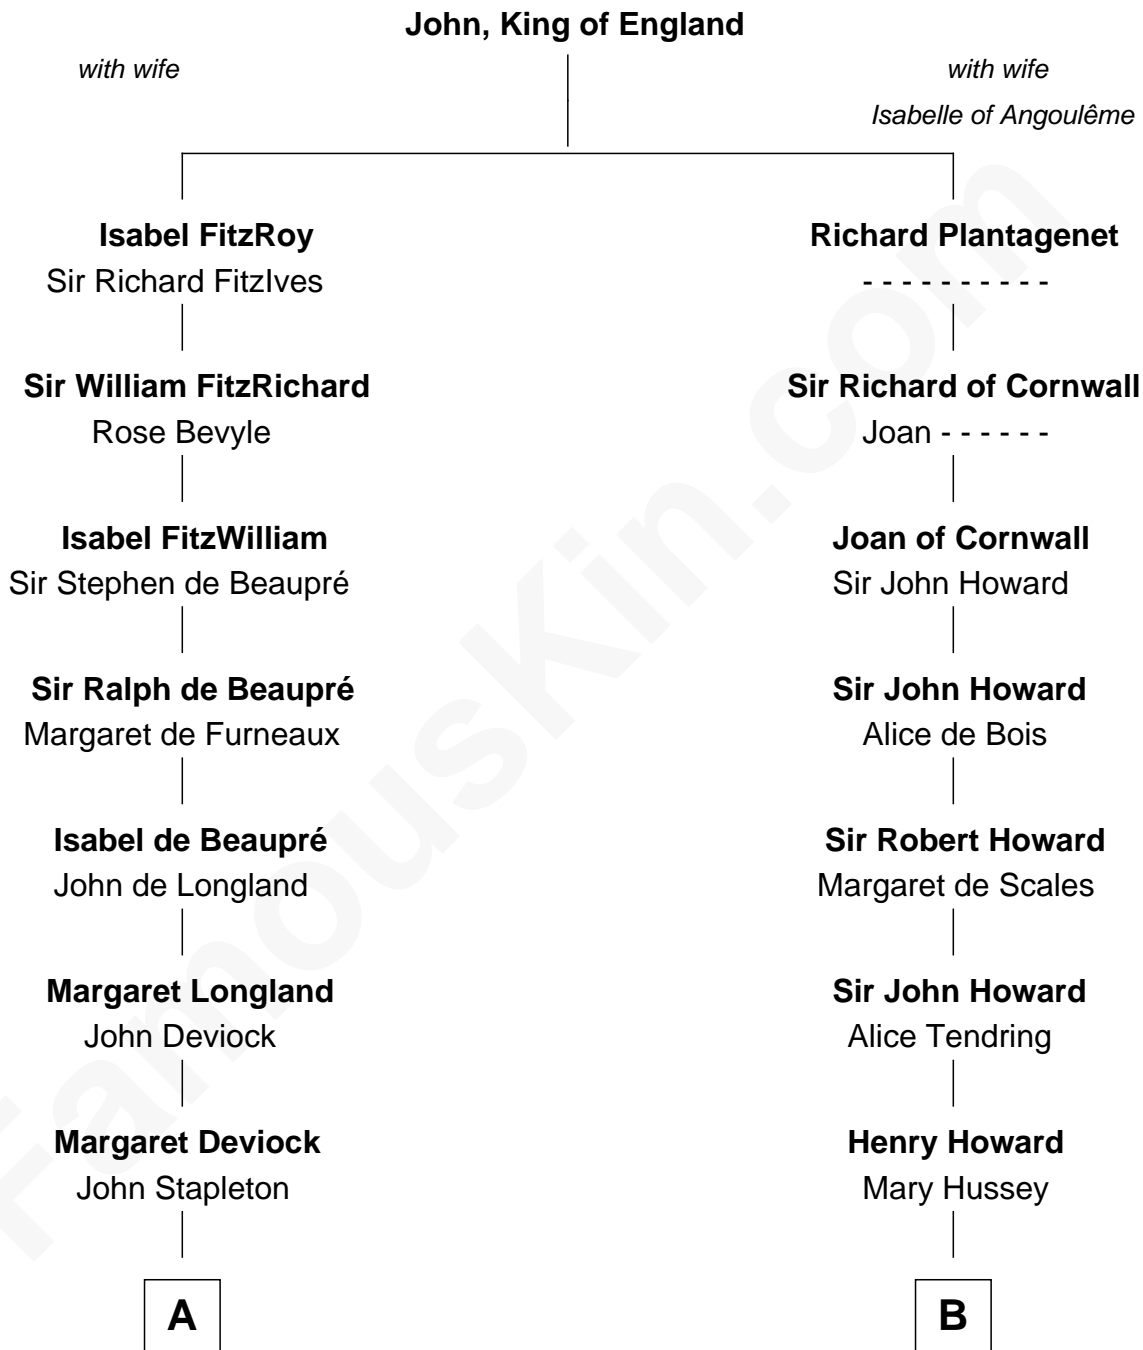 John, King of England
with wife
with wife
Isabelle of Angoulême
Isabel FitzRoy
Sir Richard FitzIves
Richard Plantagenet
- - - - - - - - - -
Sir William FitzRichard
Rose Bevyle
Sir Richard of Cornwall
Joan - - - - - -
Isabel FitzWilliam
Sir Stephen de Beaupré
Joan of Cornwall
Sir John Howard
Sir Ralph de Beaupré
Margaret de Furneaux
Sir John Howard
Alice de Bois
Isabel de Beaupré
John de Longland
Sir Robert Howard
Margaret de Scales
Margaret Longland
John Deviock
Sir John Howard
Alice Tendring
Margaret Deviock
John Stapleton
Henry Howard
Mary Hussey
A
B
FamousKin.com